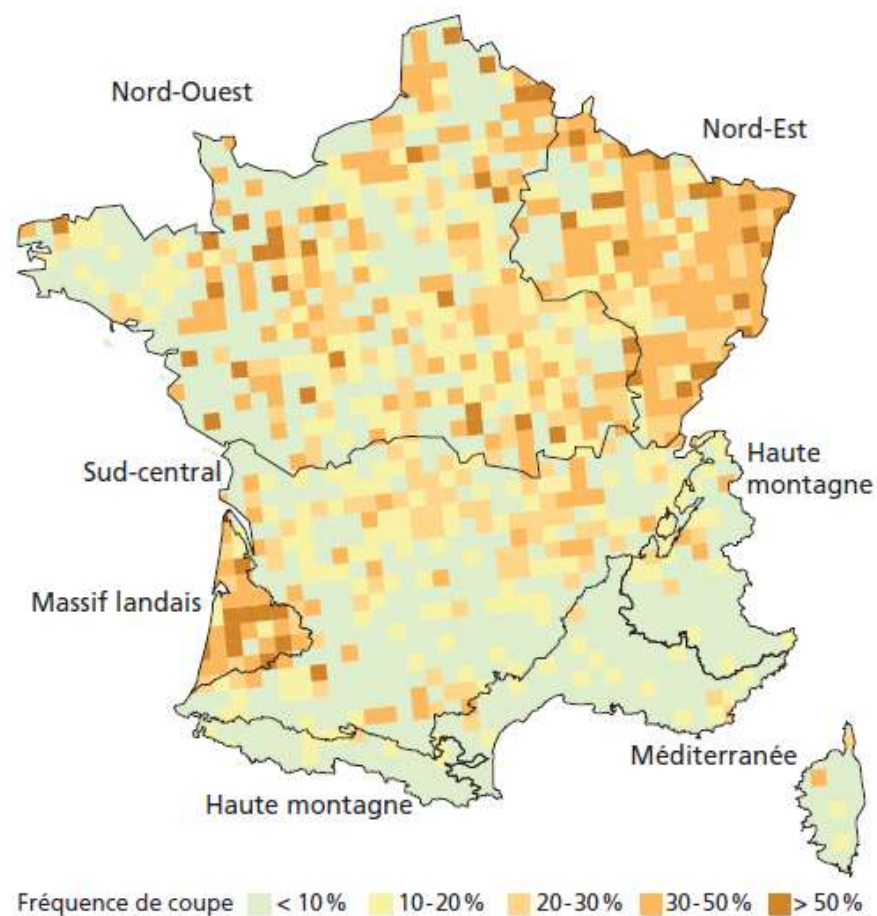 Nord-Ouest
Nord-Est
Sud-central
Haute
montagne
Massif landais
Méditerranée
Haute montagne
Fréquence de coupe < 10 % 10-20 % 20-30 % 30-50 % > 50 %